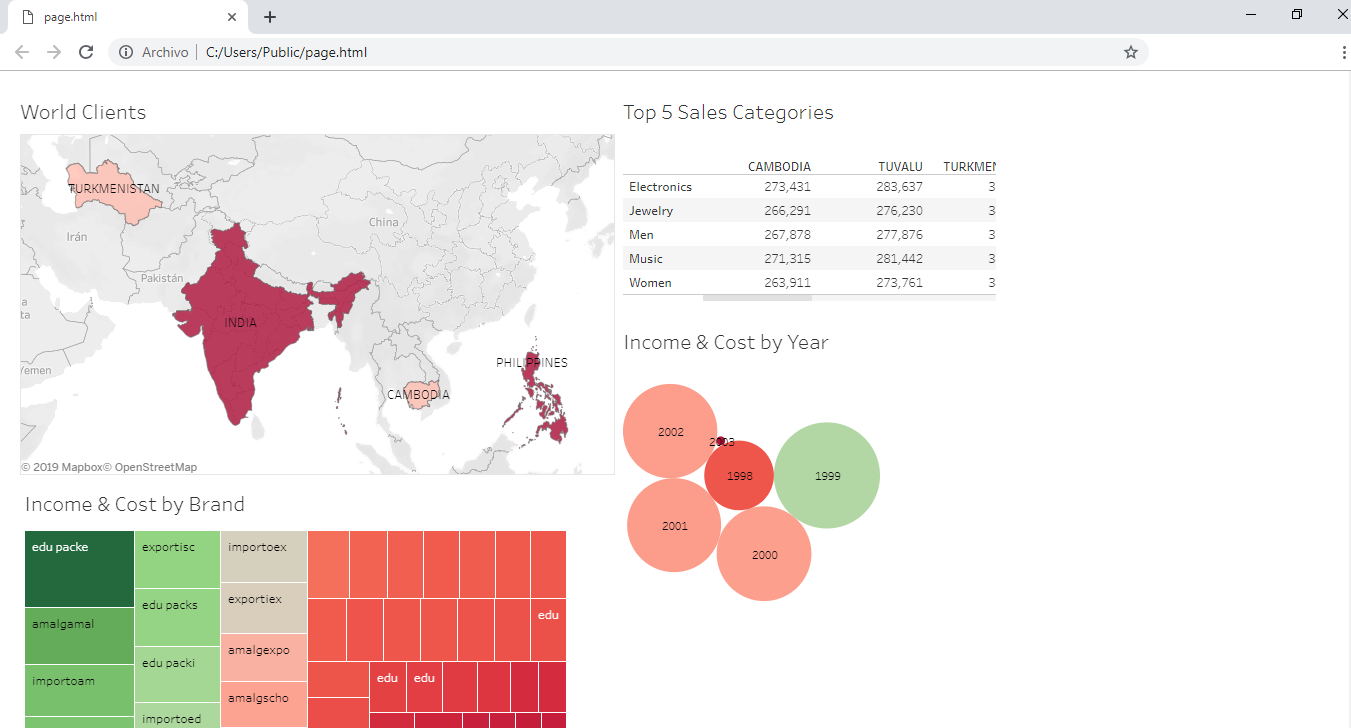 page.html
Archivo
C:/Users/Public/page.html
World Clients
TURKMENISTAN
China
Irán
Pakistán
INDIA
PHILIPPINES
CAMBODIA
© 2019 Mapbox© OpenStreetMap
Top 5 Sales Categories
CAMBODIA TUVALU TURKMEN
Electronics 273,431 283,637 3
Jewelry 266,291 276,230 3
Men 267,878 277,876 3
Music 271,315 281,442 3
Women 263,911 273,761 3
Income & Cost by Year
2002
2003
1998
1999
2001
2000
Income & Cost by Brand
edu packe
exportisc
importoex
edu packs
exportiex
amalgamal
edu
amalgexpo
edu packi
importoam
edu
edu
amalgscho
importoed